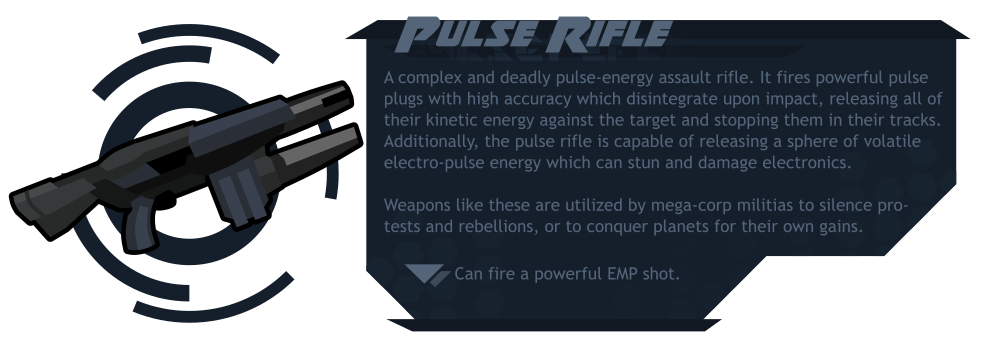 Pulse Rifle
A complex and deadly pulse-energy assault rifle. It fires powerful pulse
plugs with high accuracy which disintegrate upon impact, releasing all of
their kinetic energy against the target and stopping them in their tracks.
Additionally, the pulse rifle is capable of releasing a sphere of volatile
electro-pulse energy which can stun and damage electronics.
Weapons like these are utilized by mega-corp militias to silence pro-
tests and rebellions, or to conquer planets for their own gains.
Can fire a powerful EMP shot.